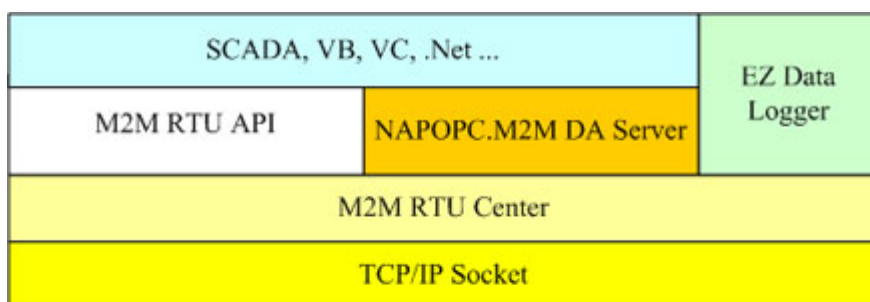 SCADA, VB, VC, .Net ...
EZ Data
Logger
M2M RTU API
NAPOPC.M2M DA Server
M2M RTU Center
TCP/IP Socket